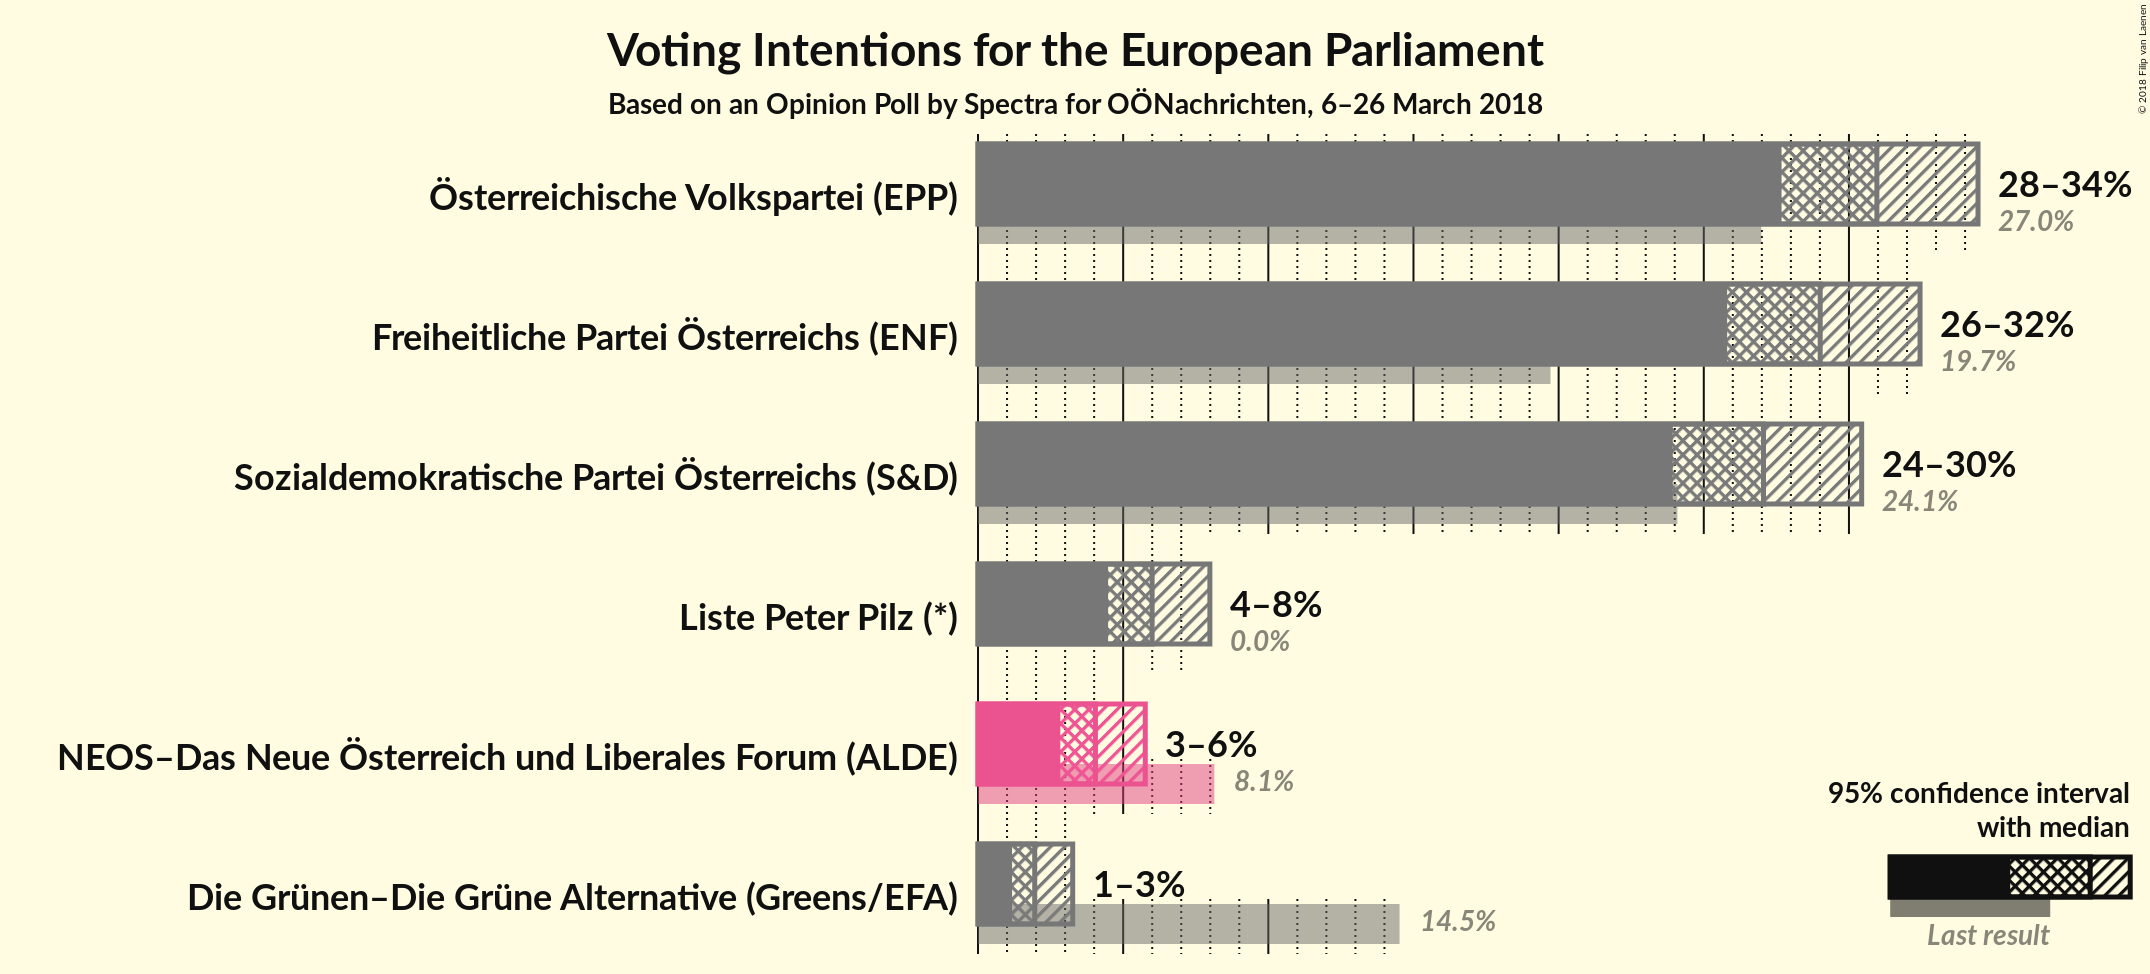 Voting Intentions for the European Parliament
Based on an Opinion Poll by Spectra for OÖNachrichten, 6–26 March 2018
© 2018 Filip van Laenen
Österreichische Volkspartei (EPP)
28–34%
27.0%
Freiheitliche Partei Österreichs (ENF)
26–32%
19.7%
Sozialdemokratische Partei Österreichs (S&D)
24–30%
24.1%
Liste Peter Pilz (*)
4–8%
0.0%
NEOS–Das Neue Österreich und Liberales Forum (ALDE)
3–6%
8.1%
Die Grünen–Die Grüne Alternative (Greens/EFA)
1–3%
14.5%
95% confidence interval
with median
Last result